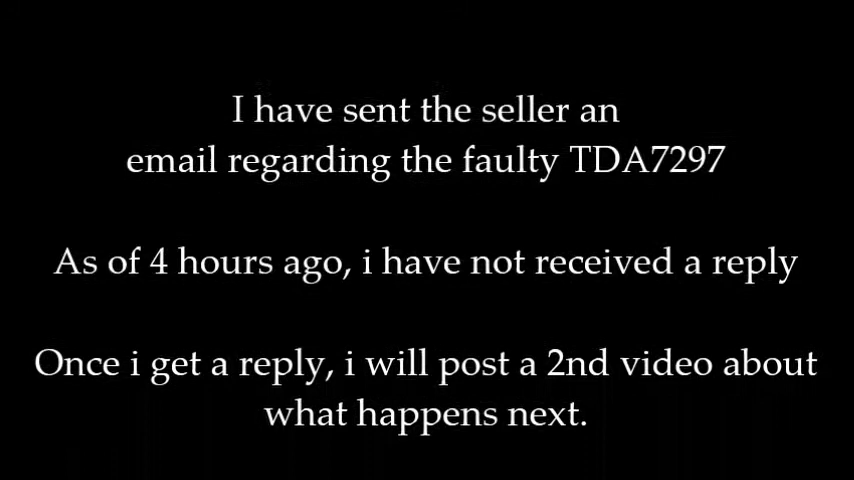 I have sent the seller an
email regarding the faulty TDA7297
As of 4 hours ago, i have not received a reply
Once i get a reply, i will post a 2nd video about
what happens next.